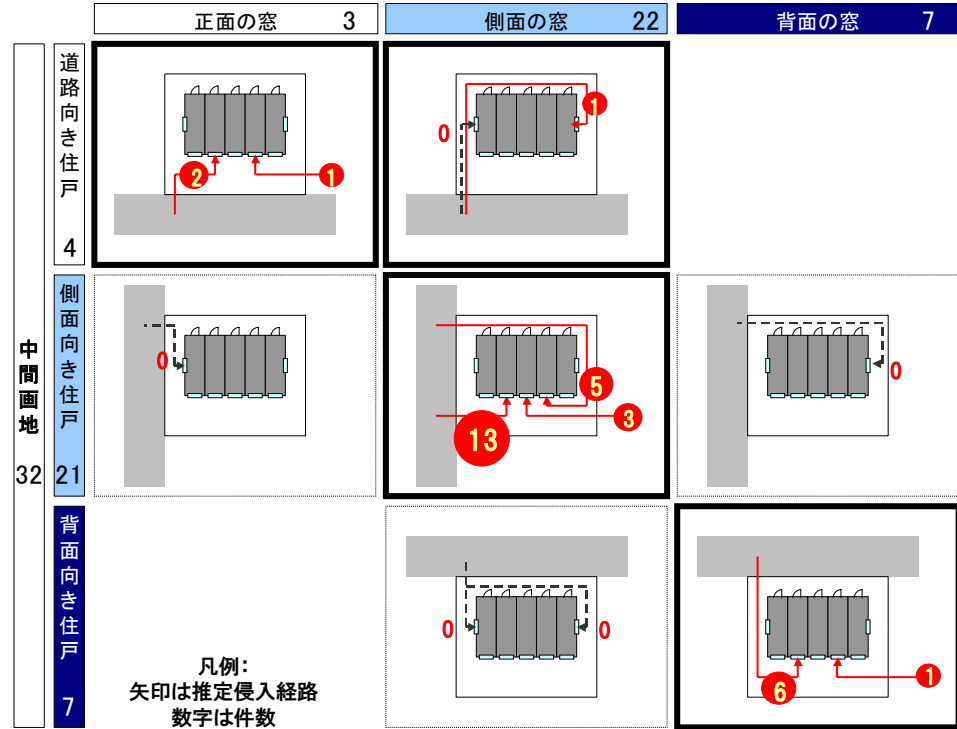 正面の窓 3
側面の窓 22
背面の窓 7
中間画地 32
道路向き住戸 4
2
1
0
1
側面向き住戸 21
0
13
5
3
0
背面向き住戸 7
0
0
6
1
凡例:
矢印は推定侵入経路
数字は件数